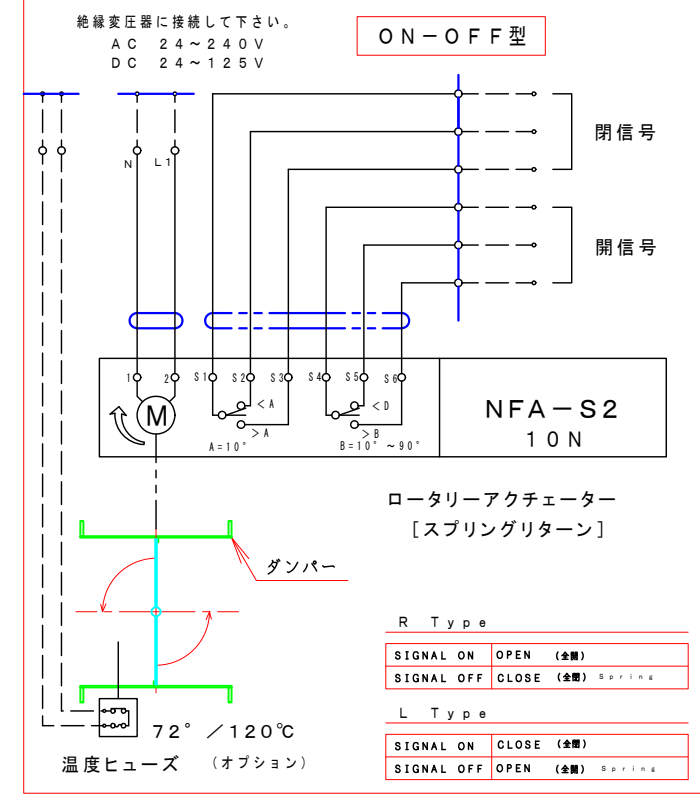 絶縁変圧器に接続して下さい。
AC 24~240V
DC 24~125V
ON-OFF型
閉信号
N L1
開信号
1 2 S1 S2 S3 S4 S5 S6
M
<A
>A
A=10°
<D
>B
B=10°~90°
NFA-S2
10N
ロータリーアクチェーター
[スプリングリターン]
ダンパー
R Type
SIGNAL ON OPEN (全開)
SIGNAL OFF CLOSE (全閉) Spring
L Type
SIGNAL ON CLOSE (全閉)
SIGNAL OFF OPEN (全開) Spring
72°/120℃
温度ヒューズ (オプション)